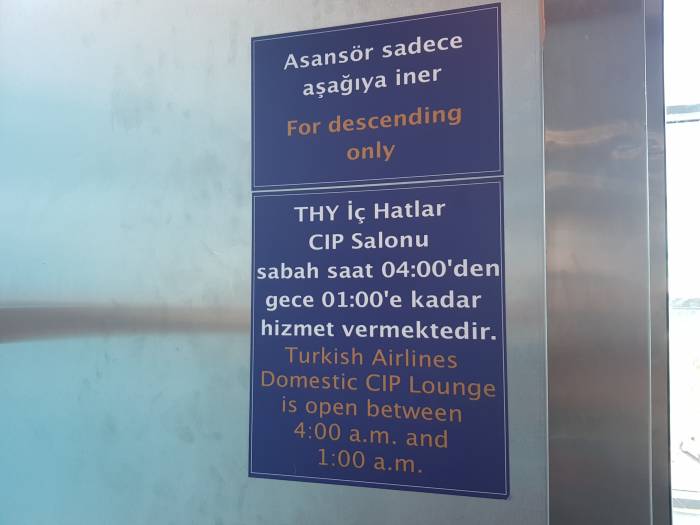 Asansör sadece
aşağıya iner
For descending
only
THY İç Hatlar
CIP Salonu
sabah saat 04:00'den
gece 01:00'e kadar
hizmet vermektedir.
Turkish Airlines
Domestic CIP Lounge
is open between
4:00 a.m. and
1:00 a.m.